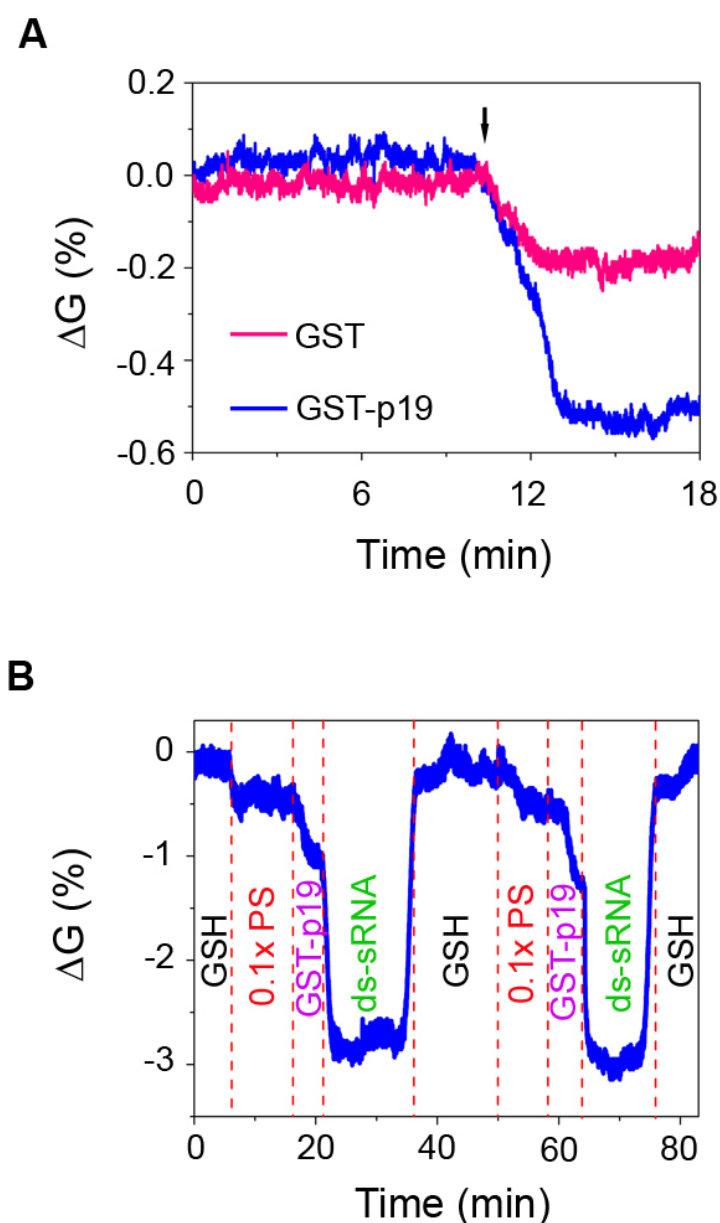 A
0.2
0.0
-0.2
-0.4
-0.6
ΔG (%)
GST
GST-p19
0
6
12
18
Time (min)
B
0
-1
-2
-3
ΔG (%)
GSH
0.1x PS
GST-p19
ds-sRNA
GSH
0.1x PS
GST-p19
ds-sRNA
GSH
0
20
40
60
80
Time (min)